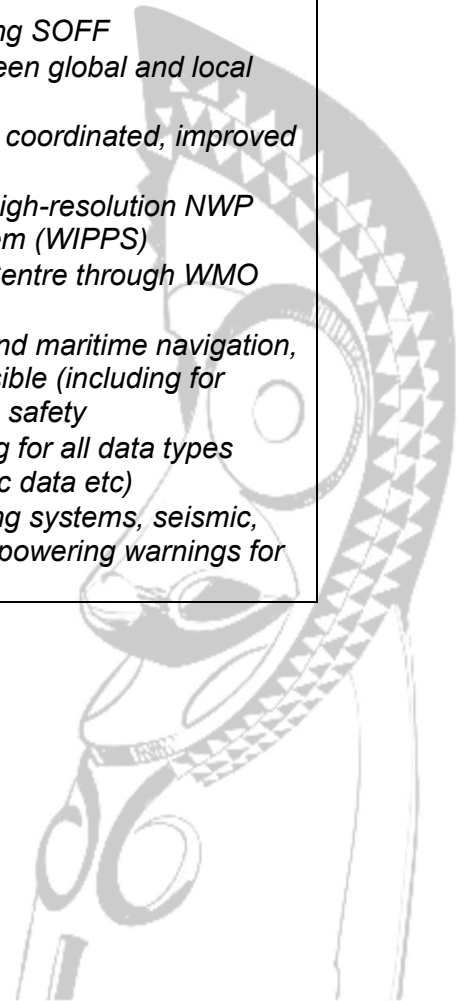 ng SOFF
een global and local
coordinated, improved
igh-resolution NWP
em (WIPPS)
entre through WMO
nd maritime navigation,
sible (including for
safety
g for all data types
c data etc)
ng systems, seismic,
powering warnings for